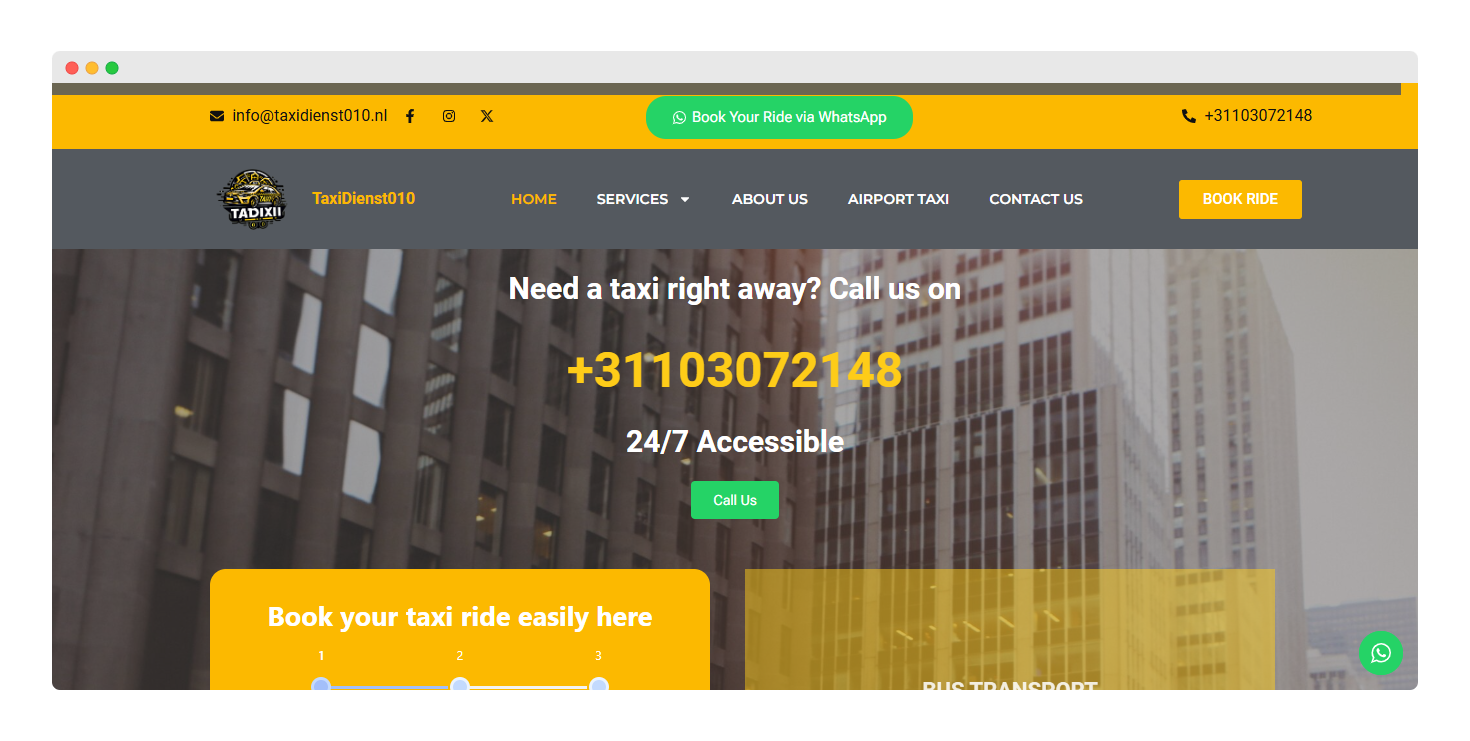 info@taxidienst010.nl
Book Your Ride via WhatsApp
+31103072148
TADIXII
TaxiDienst010
HOME
SERVICES
ABOUT US
AIRPORT TAXI
CONTACT US
BOOK RIDE
Need a taxi right away? Call us on
+31103072148
24/7 Accessible
Call Us
Book your taxi ride easily here
1
2
3
BUS TRANSPORT